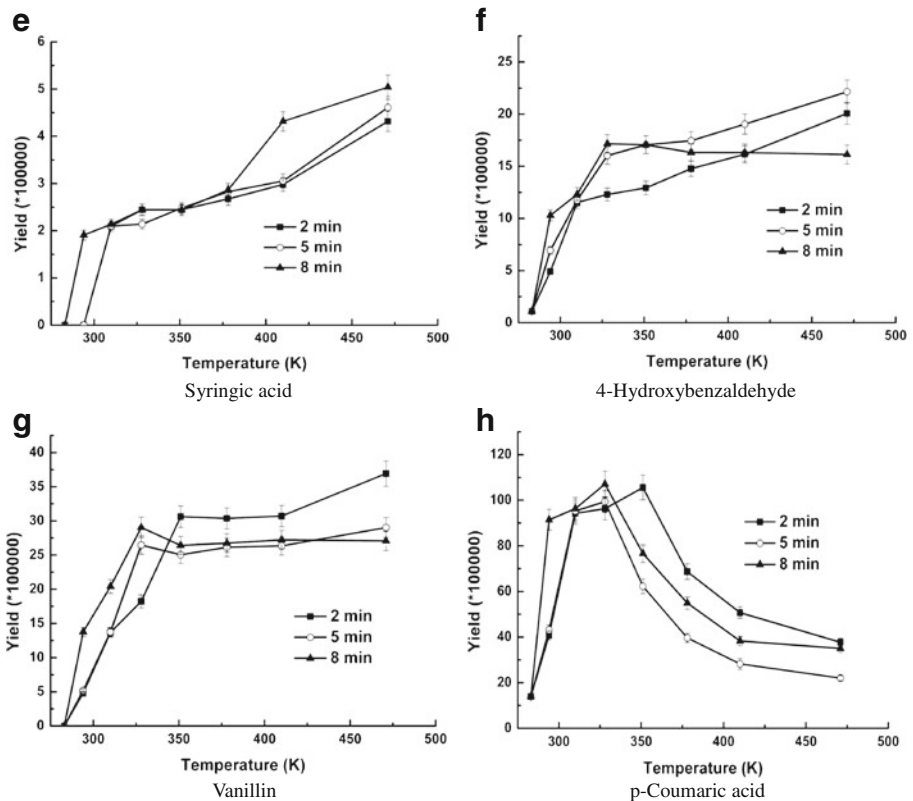 e
6
5
4
3
2
1
0
Yield (*100000)
2 min
5 min
8 min
300 350 400 450 500
Temperature (K)
Syringic acid
f
25
20
15
10
5
0
Yield (*100000)
2 min
5 min
8 min
300 350 400 450 500
Temperature (K)
4-Hydroxybenzaldehyde
g
40
35
30
25
20
15
10
5
0
Yield (*100000)
2 min
5 min
8 min
300 350 400 450 500
Temperature (K)
Vanillin
h
120
100
80
60
40
20
0
Yield (*100000)
2 min
5 min
8 min
300 350 400 450 500
Temperature (K)
p-Coumaric acid